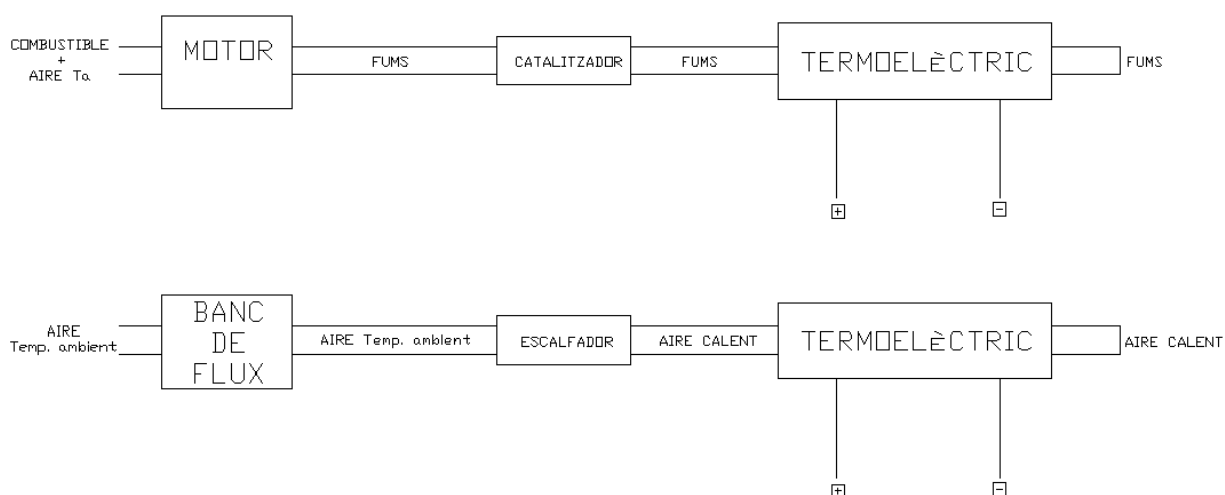 COMBUSTIBLE
+
AIRE Ta
MOTOR
FUMS
CATALITZADOR
FUMS
TERMOELèCTRIC
FUMS
+
-
AIRE
Temp. ambient
BANC
DE
FLUX
AIRE Temp. ambient
ESCALFADOR
AIRE CALENT
TERMOELèCTRIC
AIRE CALENT
+
-